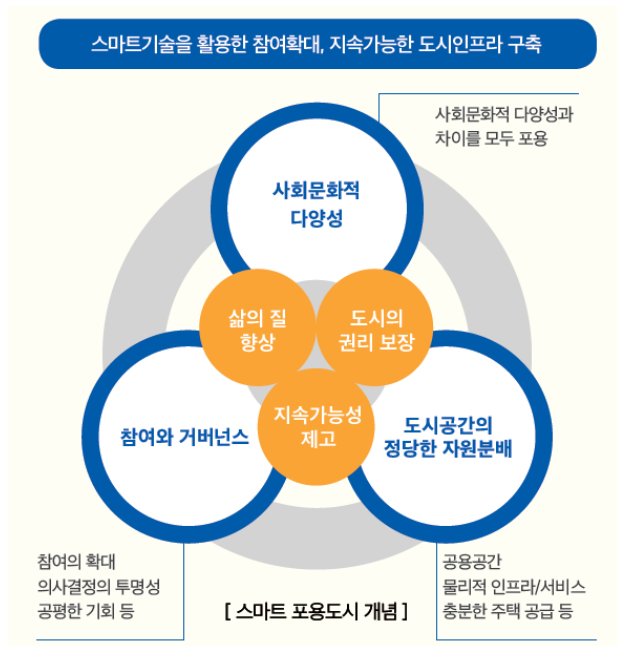 스마트기술을 활용한 참여확대, 지속가능한 도시인프라 구축
사회문화적 다양성과
차이를 모두 포용
사회문화적
다양성
삶의 질
향상
도시의
권리 보장
지속가능성
제고
참여와 거버넌스
도시공간의
정당한 자원분배
참여의 확대
의사결정의 투명성
공평한 기회 등
공용공간
물리적 인프라/서비스
충분한 주택 공급 등
[ 스마트 포용도시 개념 ]